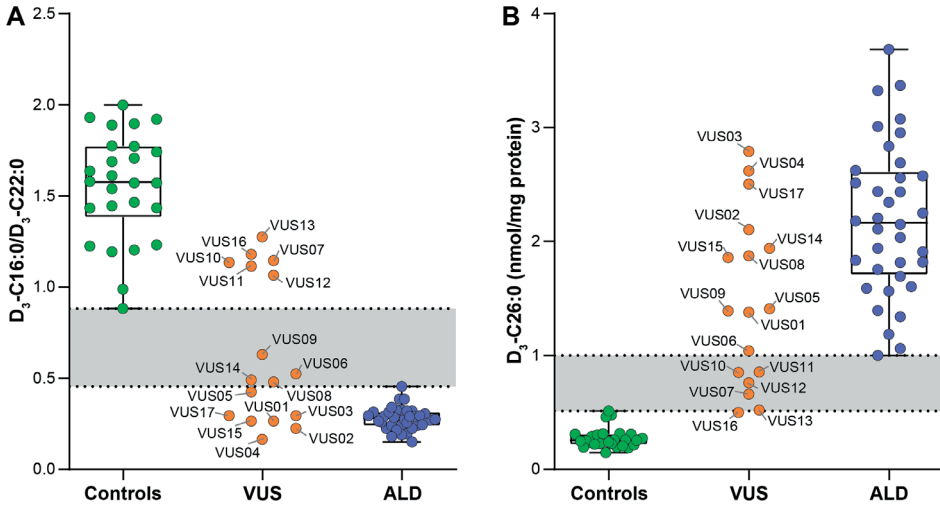 A
D3-C16:0/D3-C22:0
2.5
2.0
1.5
1.0
0.5
0.0
VUS13
VUS16
VUS10
VUS07
VUS11
VUS12
VUS09
VUS14
VUS06
VUS05
VUS08
VUS17
VUS01
VUS03
VUS15
VUS02
VUS04
Controls
VUS
ALD
B
D3-C26:0 (nmol/mg protein)
4
3
2
1
0
VUS03
VUS04
VUS17
VUS02
VUS15
VUS14
VUS08
VUS09
VUS05
VUS01
VUS06
VUS10
VUS11
VUS12
VUS07
VUS16
VUS13
Controls
VUS
ALD